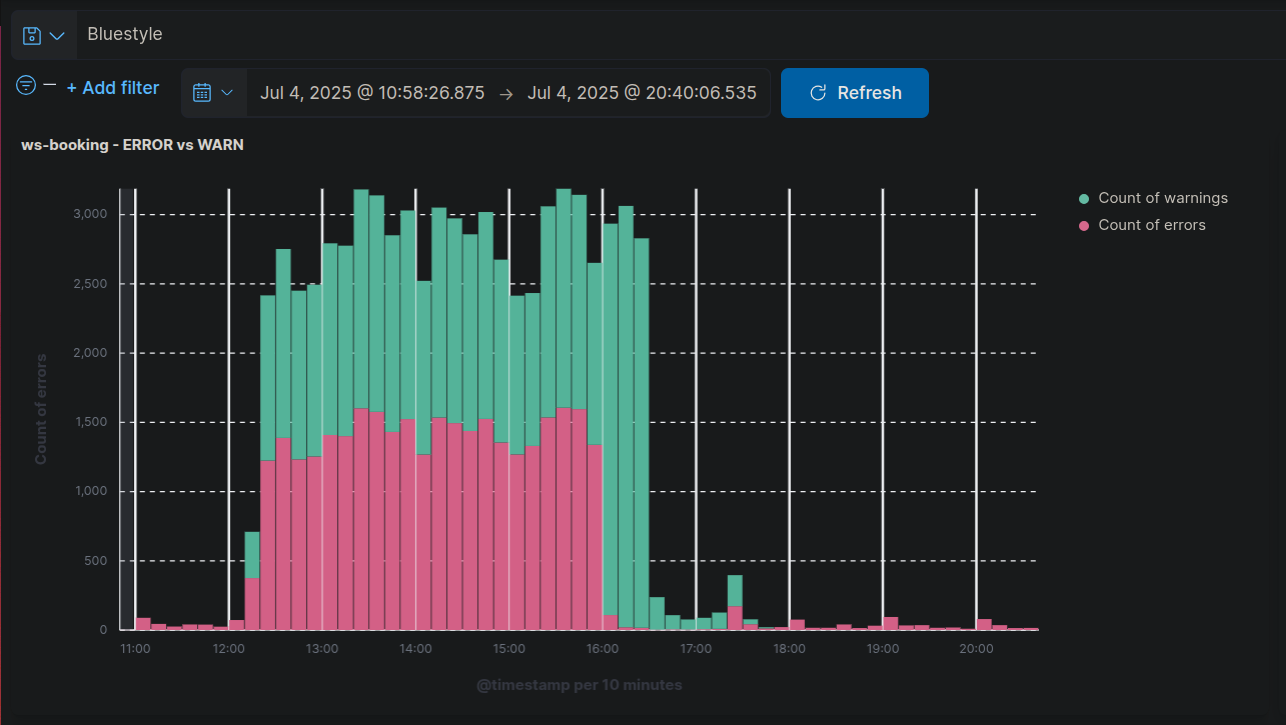 Bluestyle
+ Add filter
Jul 4, 2025 @ 10:58:26.875 → Jul 4, 2025 @ 20:40:06.535
Refresh
ws-booking - ERROR vs WARN
Count of warnings
Count of errors
3,000
2,500
2,000
1,500
1,000
500
0
Count of errors
11:00 12:00 13:00 14:00 15:00 16:00 17:00 18:00 19:00 20:00
@timestamp per 10 minutes